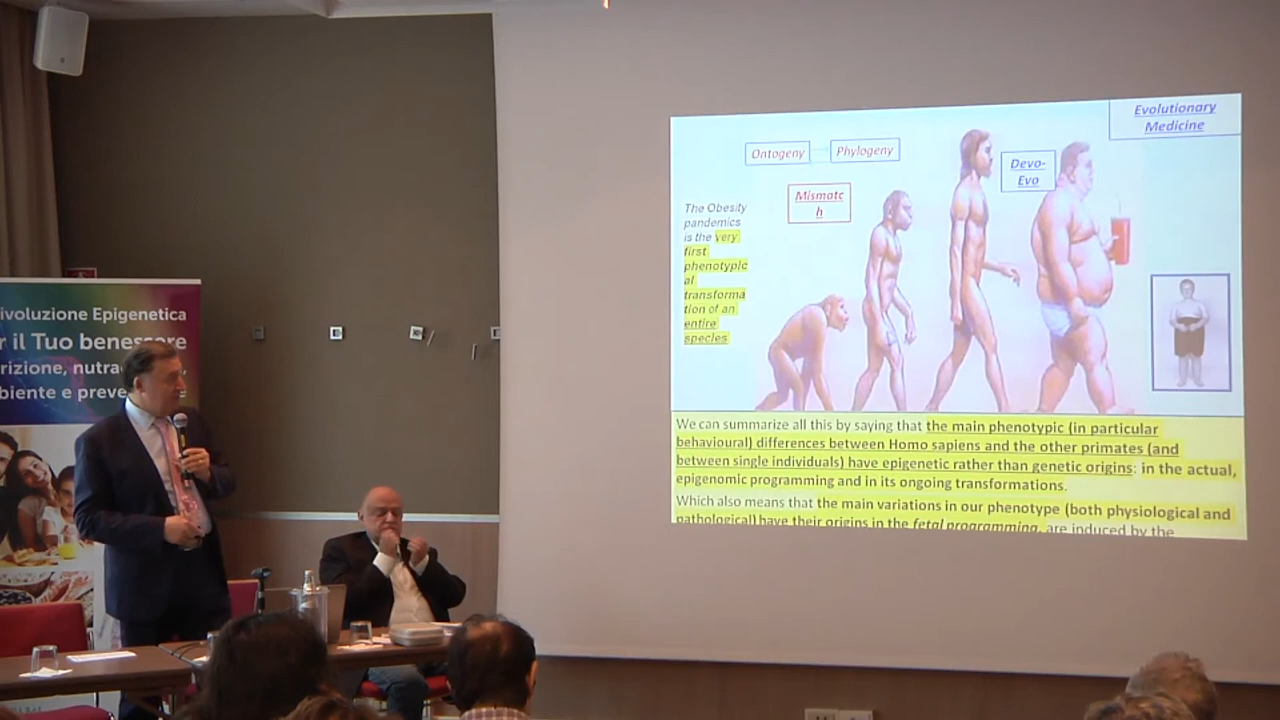 Evolutionary
Medicine
Ontogeny
Phylogeny
Devo-
Evo
Mismatc
h
The Obesity
pandemics
is the very
first
phenotypic
al
transforma
tion of an
entire
species
We can summarize all this by saying that the main phenotypic (in particular
behavioural) differences between Homo sapiens and the other primates (and
between single individuals) have epigenetic rather than genetic origins: in the actual,
epigenomic programming and in its ongoing transformations.
Which also means that the main variations in our phenotype (both physiological and
pathological) have their origins in the fetal programming, are induced by the
ivoluzione Epigenetica
r il Tuo benessere
rizione, nutra
biente e preve